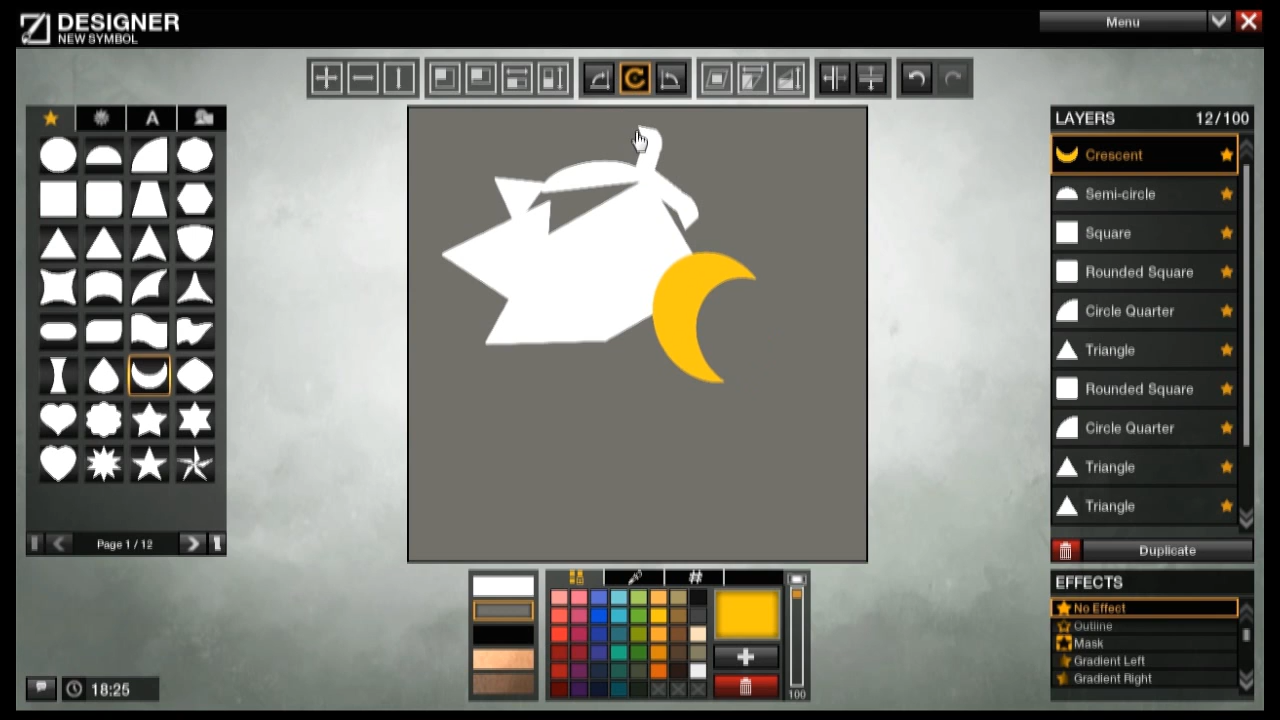 DESIGNER
NEW SYMBOL
Menu
A
LAYERS 12/100
Crescent
Semi-circle
Square
Rounded Square
Circle Quarter
Triangle
Rounded Square
Circle Quarter
Triangle
Triangle
Page 1 / 12
Duplicate
EFFECTS
No Effect
Outline
Mask
Gradient Left
Gradient Right
#
100
18:25